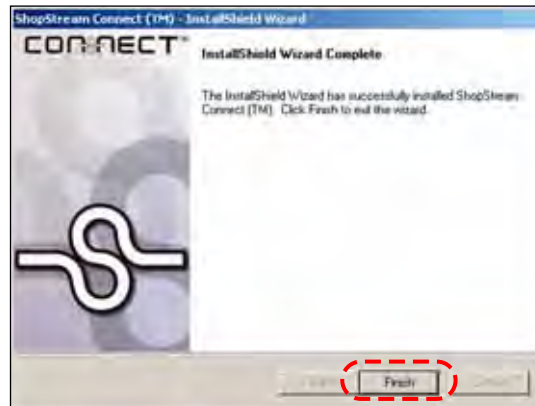 ShopStream Connect (TM) - InstallShield Wizard
CONNECT
InstallShield Wizard Complete
The InstallShield Wizard has successfully installed ShopStream
Connect (TM). Click Finish to exit the wizard.
Finish